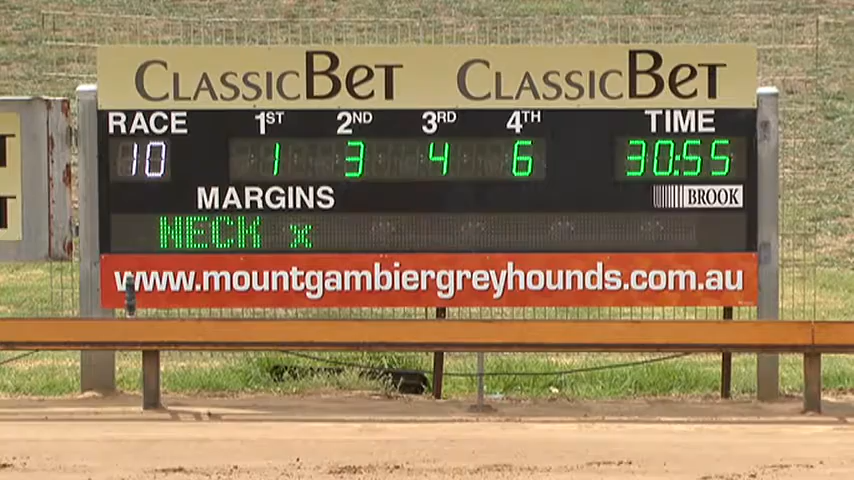 CLASSICBET CLASSICBET
RACE 1ST 2ND 3RD 4TH TIME
10 1 3 4 6 30:55
MARGINS BROOK
NECK x
www.mountgambiergreyhounds.com.au